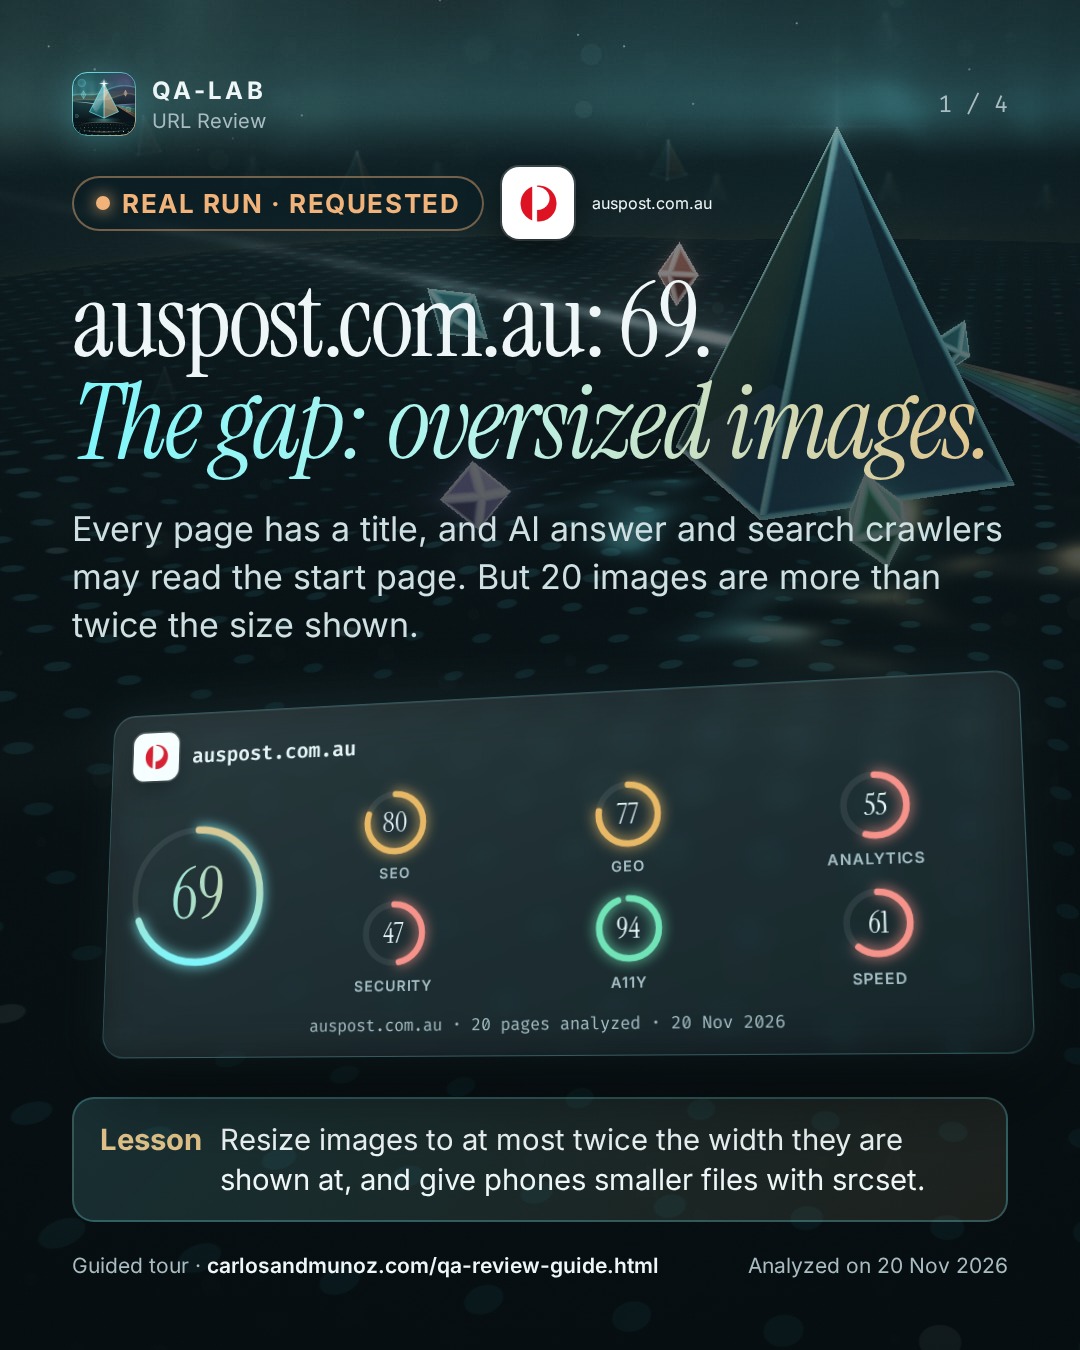 QA-LAB
URL Review
1 / 4
REAL RUN · REQUESTED
auspost.com.au
auspost.com.au: 69.
The gap: oversized images.
Every page has a title, and AI answer and search crawlers
may read the start page. But 20 images are more than
twice the size shown.
auspost.com.au
69
80
SEO
77
GEO
55
ANALYTICS
47
SECURITY
94
A11Y
61
SPEED
auspost.com.au · 20 pages analyzed · 20 Nov 2026
Lesson Resize images to at most twice the width they are
shown at, and give phones smaller files with srcset.
Guided tour · carlosandmunoz.com/qa-review-guide.html
Analyzed on 20 Nov 2026